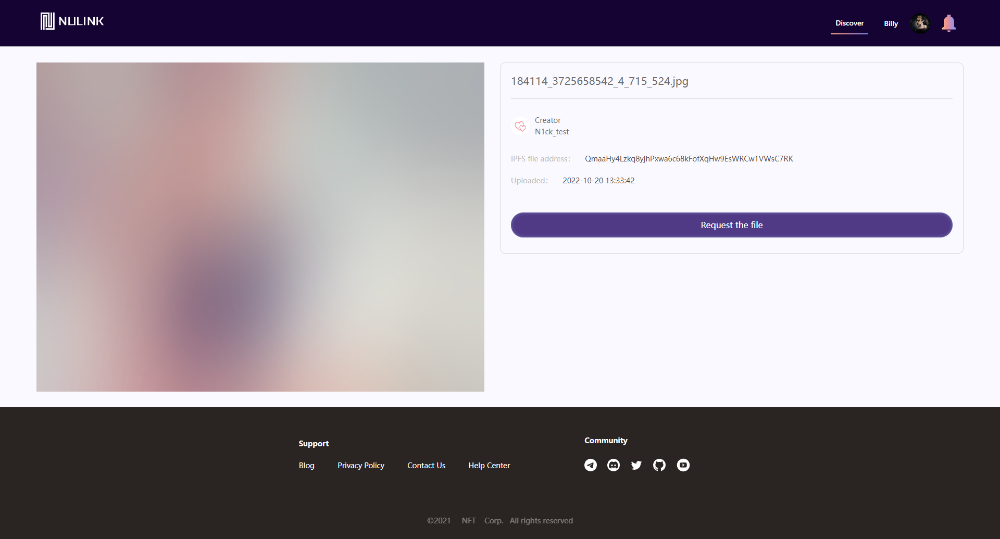 NULINK
Discover
Billy
184114_3725658542_4_715_524.jpg
Creator
N1ck_test
IPFS file address: QmaaHy4Lzkq8yjhPxwa6c68kFofXqHw9EsWRCw1VWsC7RK
Uploaded: 2022-10-20 13:33:42
Request the file
Support
Blog Privacy Policy Contact Us Help Center
Community
©2021 NFT Corp. All rights reserved